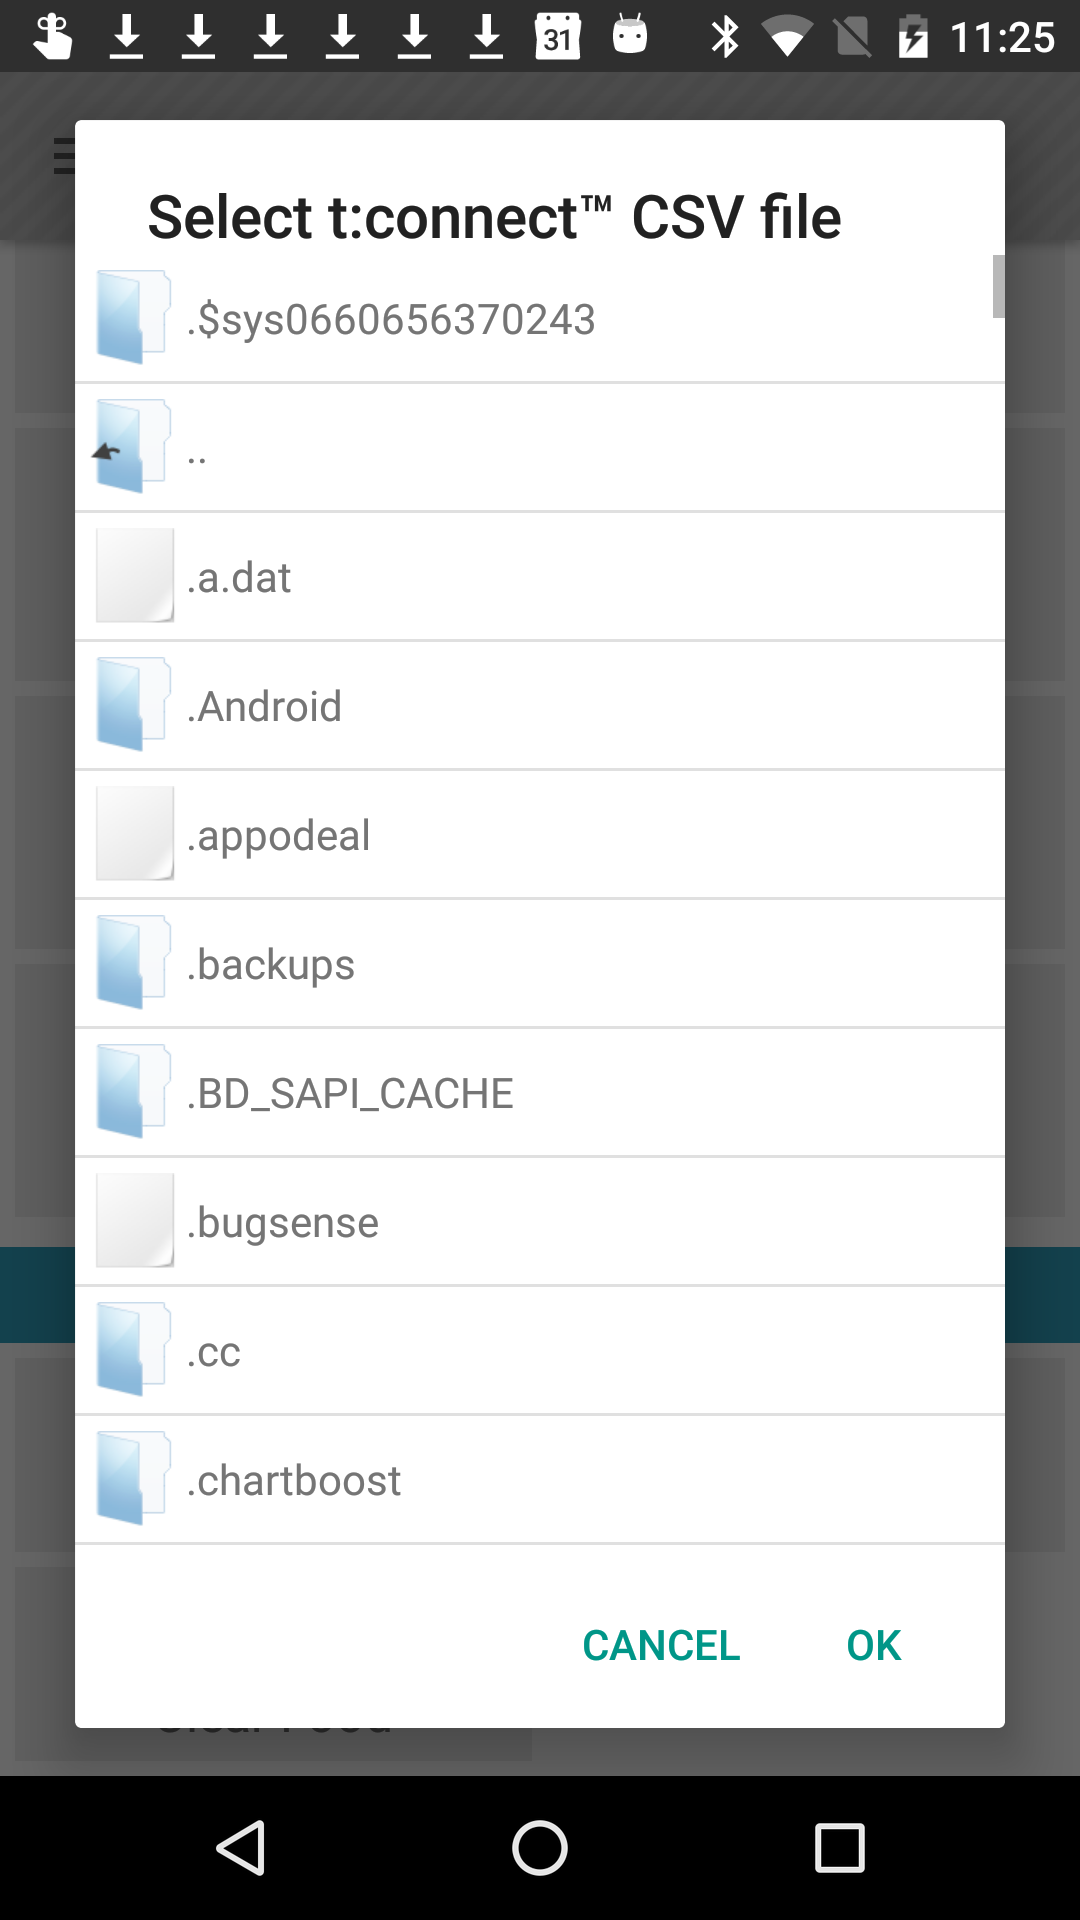 31 11:25
Select t:connect™ CSV file
.$sys0660656370243
..
.a.dat
.Android
.appodeal
.backups
.BD_SAPI_CACHE
.bugsense
.cc
.chartboost
CANCEL OK